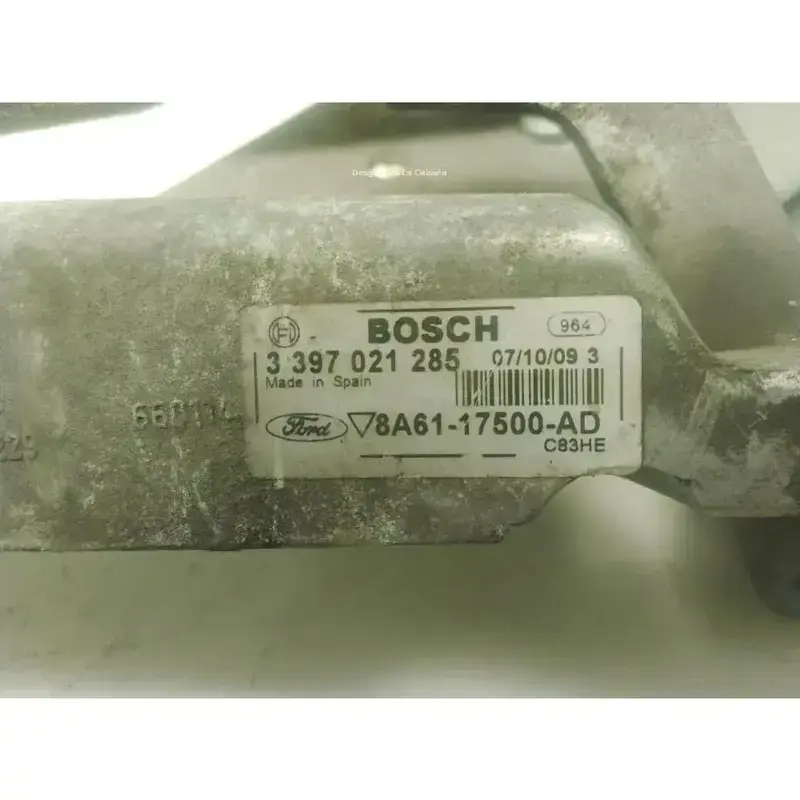 BOSCH 964
3 397 021 285 07/10/09 3
Made in Spain
Ford 8A61-17500-AD
C83HE